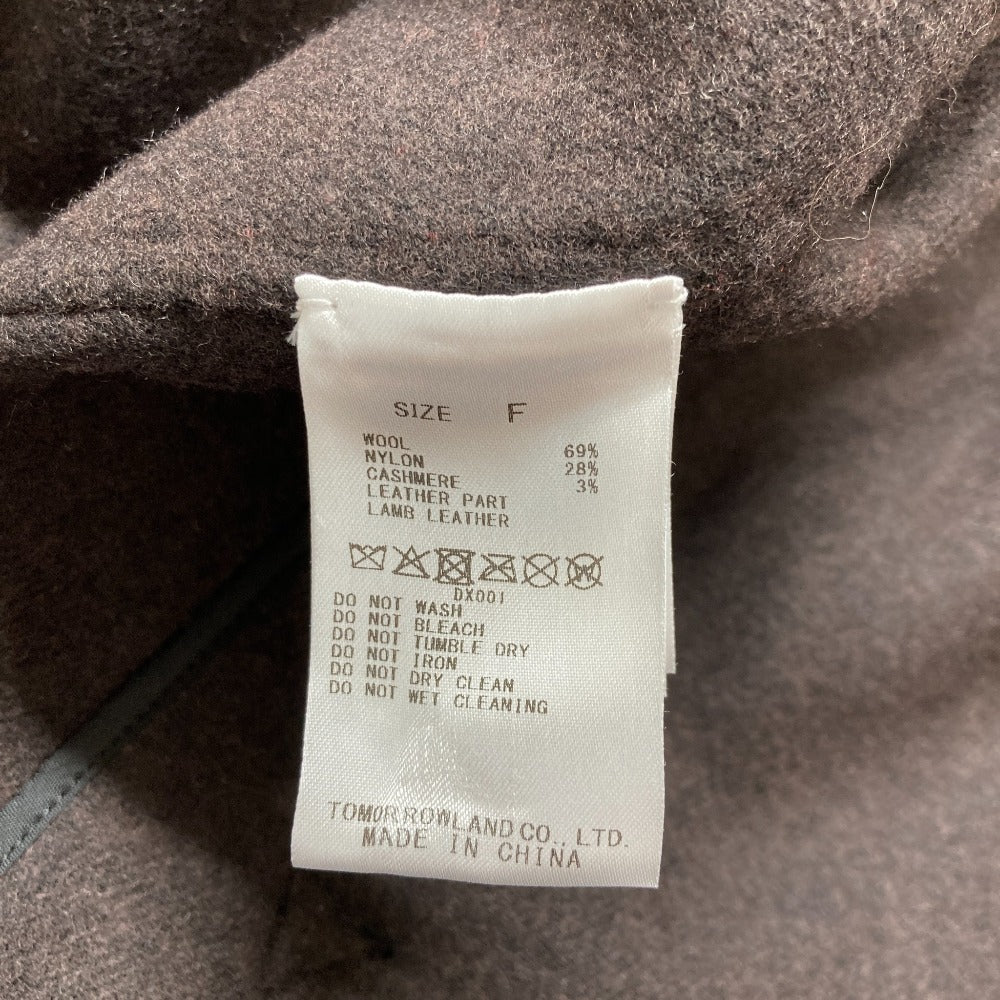 SIZE F
WOOL 69%
NYLON 28%
CASHMERE 3%
LEATHER PART
LAMB LEATHER
W
DX001
DO NOT WASH
DO NOT BLEACH
DO NOT TUMBLE DRY
DO NOT IRON
DO NOT DRY CLEAN
DO NOT WET CLEANING
TOMORROWLAND CO., LTD.
MADE IN CHINA